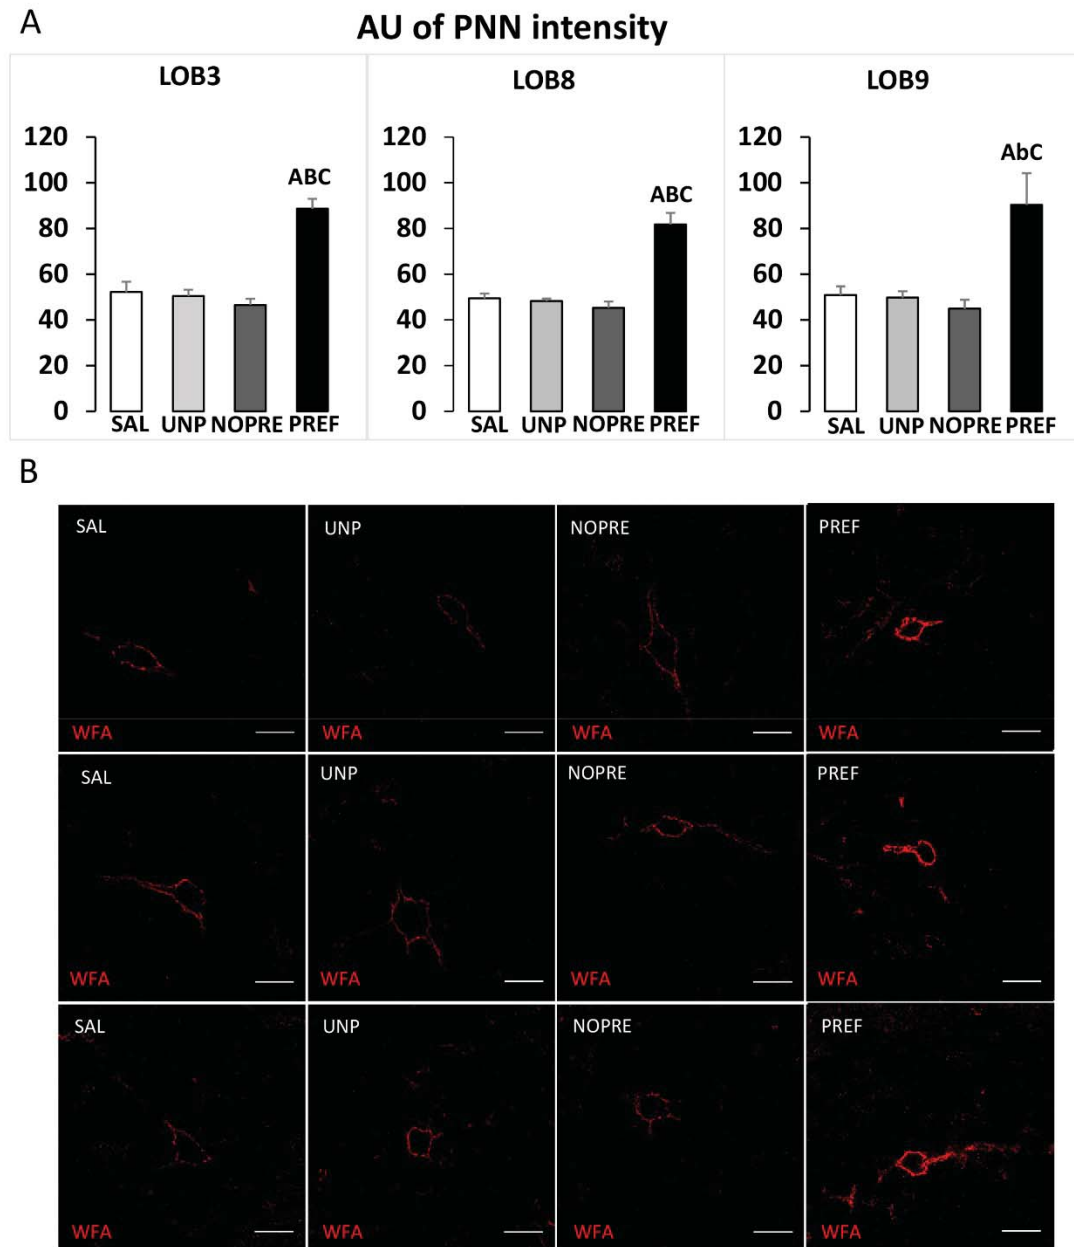 A
AU of PNN intensity
LOB3
LOB8
LOB9
120
100
80
60
40
20
0
ABC
SAL UNP NOPRE PREF
120
100
80
60
40
20
0
ABC
SAL UNP NOPRE PREF
120
100
80
60
40
20
0
AbC
SAL UNP NOPRE PREF
B
SAL UNP NOPRE PREF
WFA WFA WFA WFA
SAL UNP NOPRE PREF
WFA WFA WFA WFA
SAL UNP NOPRE PREF
WFA WFA WFA WFA